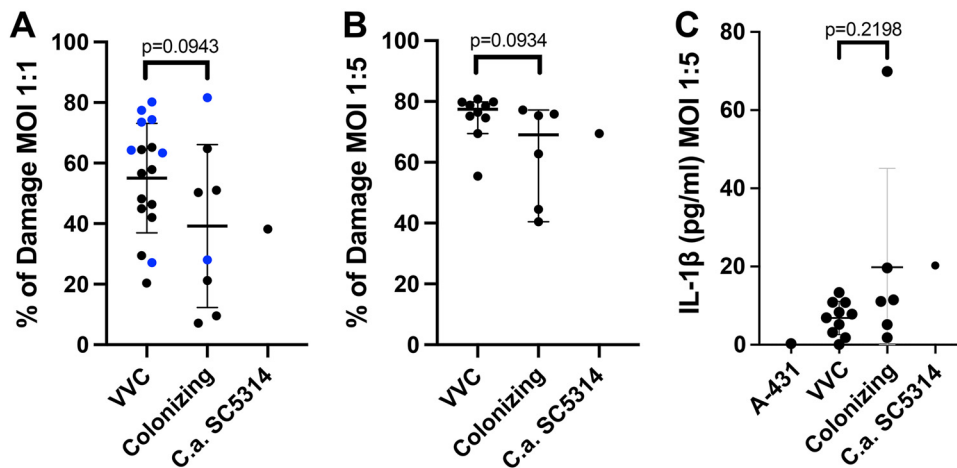 A
% of Damage MOI 1:1
100
80
60
40
20
0
p=0.0943
VVC
Colonizing
C.a. SC5314
B
% of Damage MOI 1:5
100
80
60
40
20
0
p=0.0934
VVC
Colonizing
C.a. SC5314
C
IL-1β (pg/ml) MOI 1:5
80
60
40
20
0
p=0.2198
A-431
VVC
Colonizing
C.a. SC5314